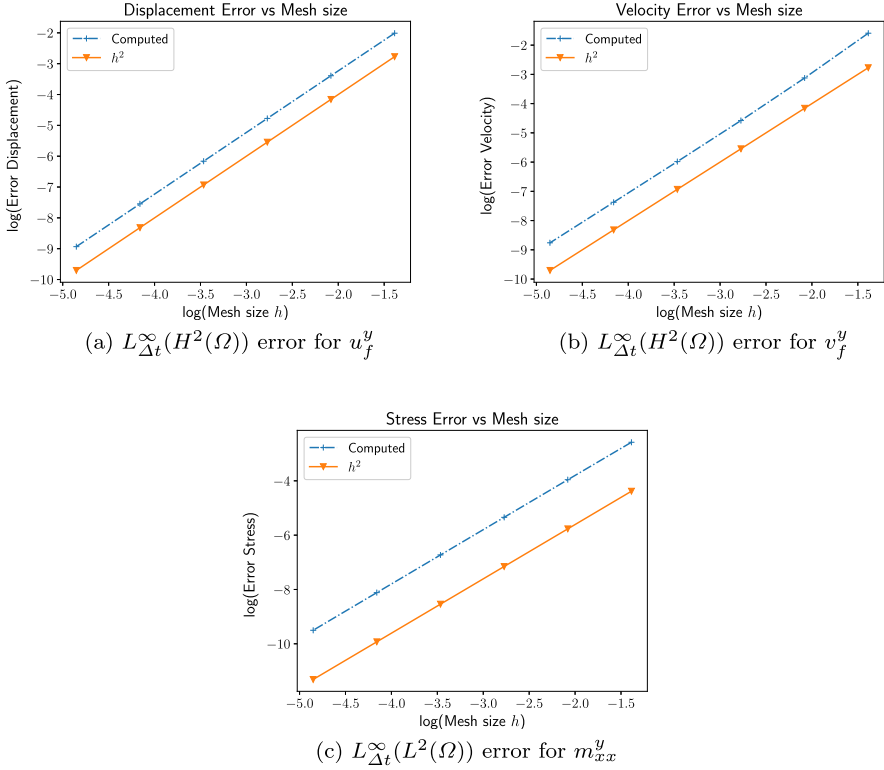 Displacement Error vs Mesh size
Computed
h²
log(Error Displacement)
−2
−3
−4
−5
−6
−7
−8
−9
−10
−5.0 −4.5 −4.0 −3.5 −3.0 −2.5 −2.0 −1.5
log(Mesh size h)
(a) L^∞_{Δt}(H²(Ω)) error for u^y_f
Velocity Error vs Mesh size
Computed
h²
log(Error Velocity)
−2
−3
−4
−5
−6
−7
−8
−9
−10
−5.0 −4.5 −4.0 −3.5 −3.0 −2.5 −2.0 −1.5
log(Mesh size h)
(b) L^∞_{Δt}(H²(Ω)) error for v^y_f
Stress Error vs Mesh size
Computed
h²
log(Error Stress)
−4
−6
−8
−10
−5.0 −4.5 −4.0 −3.5 −3.0 −2.5 −2.0 −1.5
log(Mesh size h)
(c) L^∞_{Δt}(L²(Ω)) error for m^y_{xx}